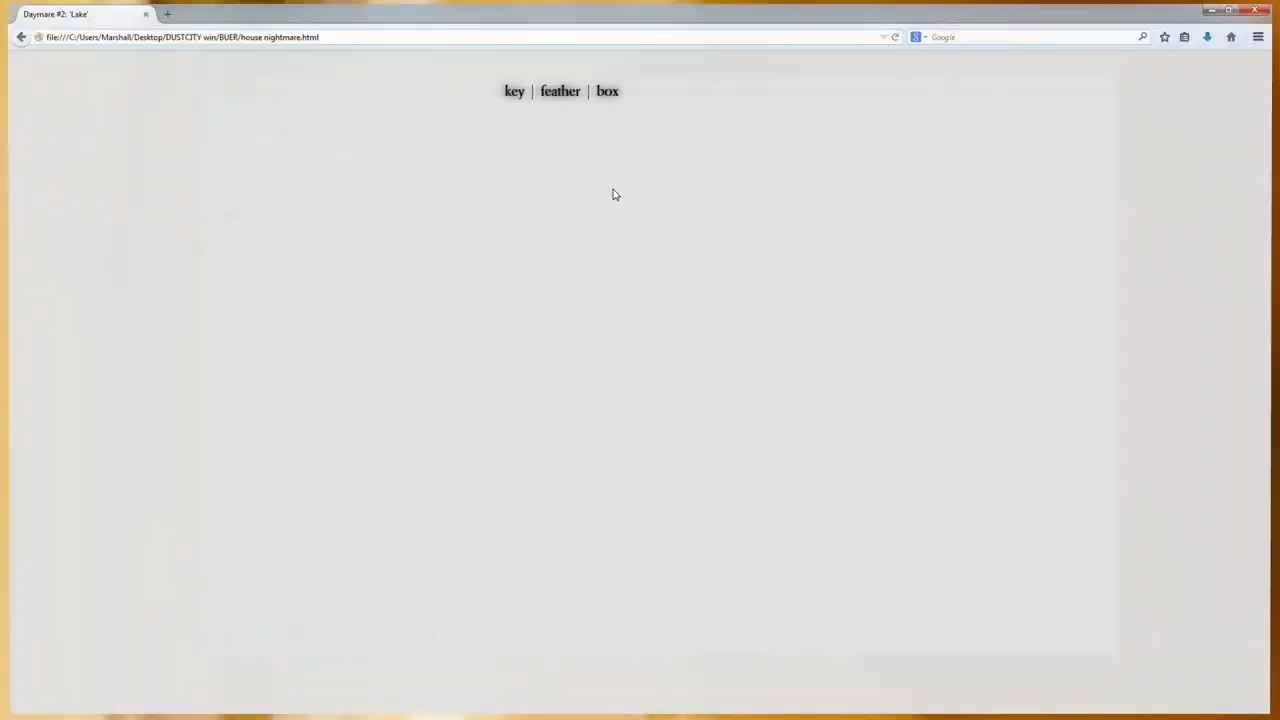 Daymare #2: 'Lake'
file:///C:/Users/Marshall/Desktop/DUSTCITY win/BUER/house nightmare.html
Google
key | feather | box